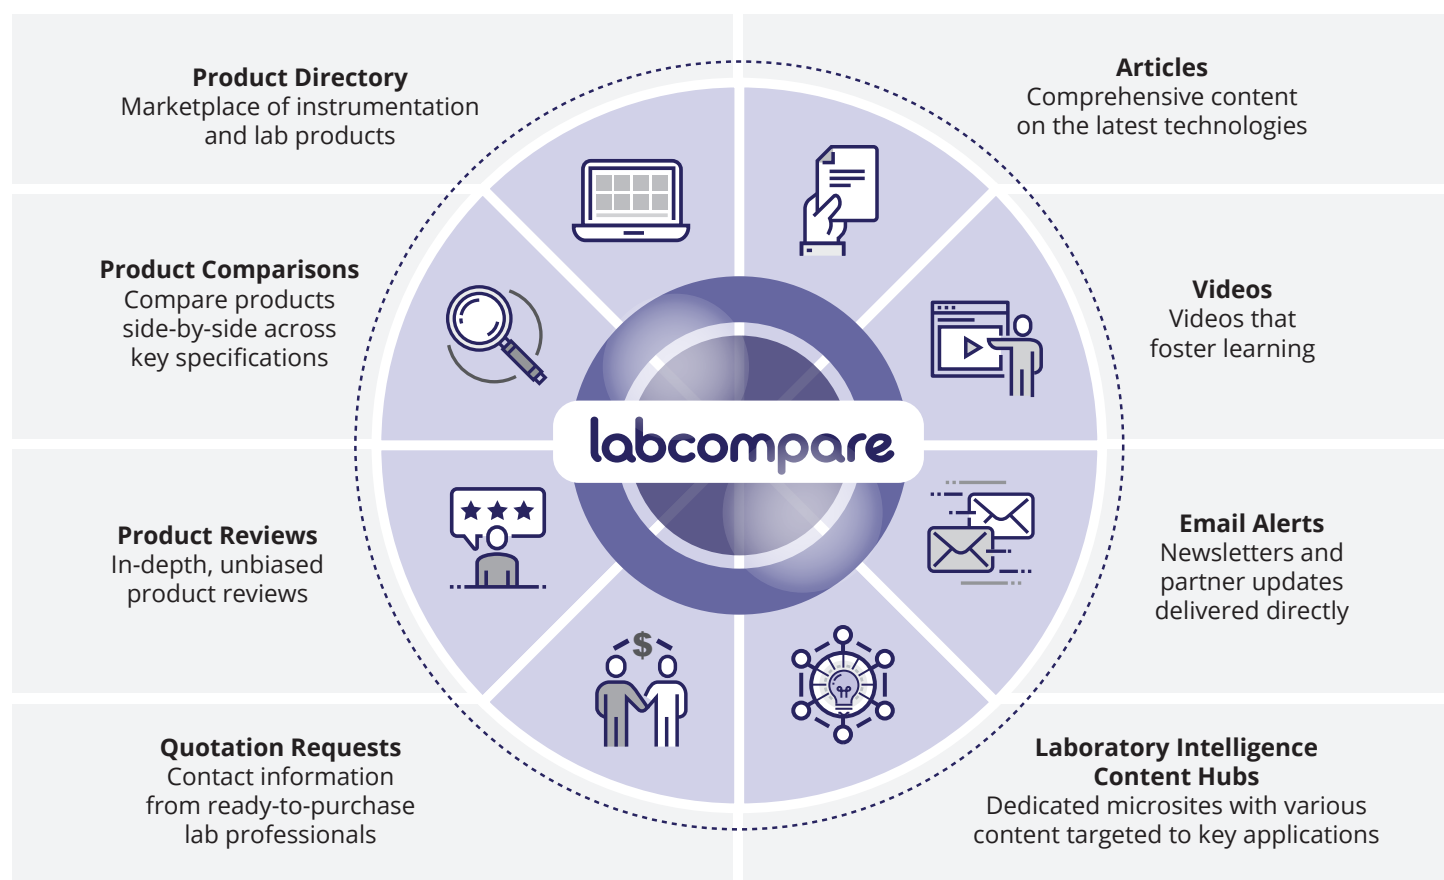 Product Directory
Marketplace of instrumentation
and lab products
Articles
Comprehensive content
on the latest technologies
Product Comparisons
Compare products
side-by-side across
key specifications
Videos
Videos that
foster learning
labcompare
Product Reviews
In-depth, unbiased
product reviews
Email Alerts
Newsletters and
partner updates
delivered directly
$
Quotation Requests
Contact information
from ready-to-purchase
lab professionals
Laboratory Intelligence
Content Hubs
Dedicated microsites with various
content targeted to key applications